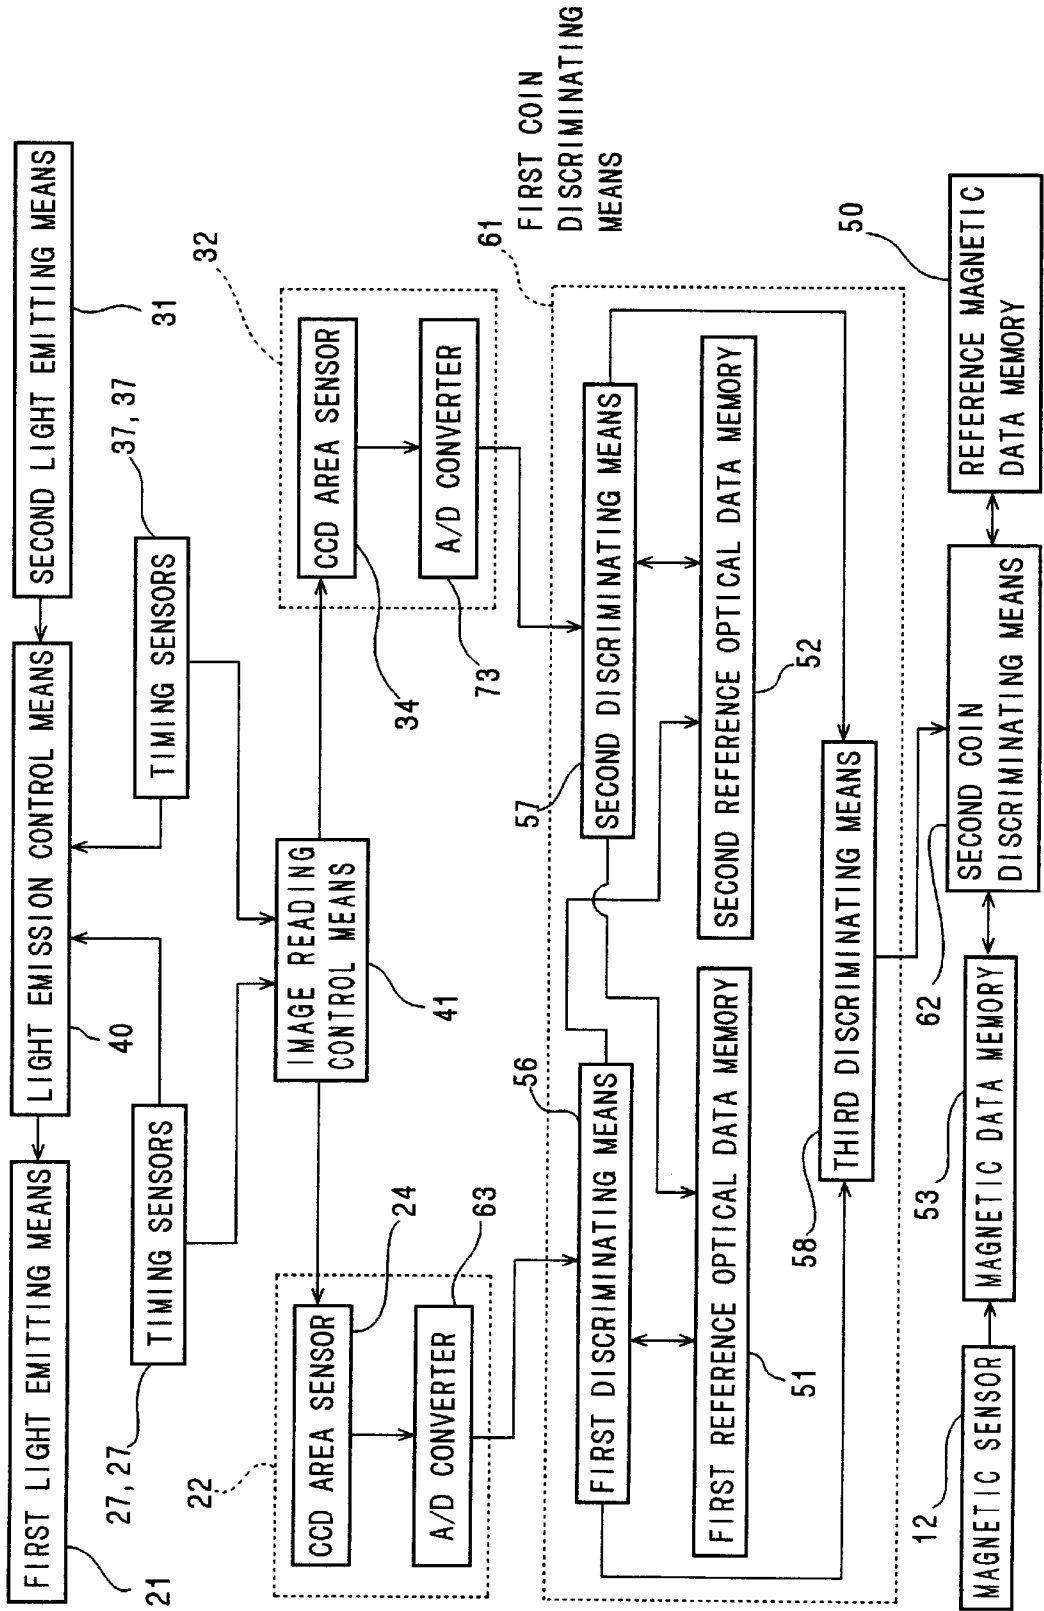 FIRST LIGHT EMITTING MEANS
21
LIGHT EMISSION CONTROL MEANS
40
SECOND LIGHT EMITTING MEANS
31
27, 27
TIMING SENSORS
TIMING SENSORS
37, 37
22
CCD AREA SENSOR
24
A/D CONVERTER
63
IMAGE READING
CONTROL MEANS
41
32
CCD AREA SENSOR
34
A/D CONVERTER
73
61
FIRST COIN
DISCRIMINATING
MEANS
FIRST DISCRIMINATING MEANS
56
57
SECOND DISCRIMINATING MEANS
FIRST REFERENCE OPTICAL DATA MEMORY
51
SECOND REFERENCE OPTICAL DATA MEMORY
52
58
THIRD DISCRIMINATING MEANS
12
MAGNETIC SENSOR
53
MAGNETIC DATA MEMORY
62
SECOND COIN
DISCRIMINATING MEANS
50
REFERENCE MAGNETIC
DATA MEMORY